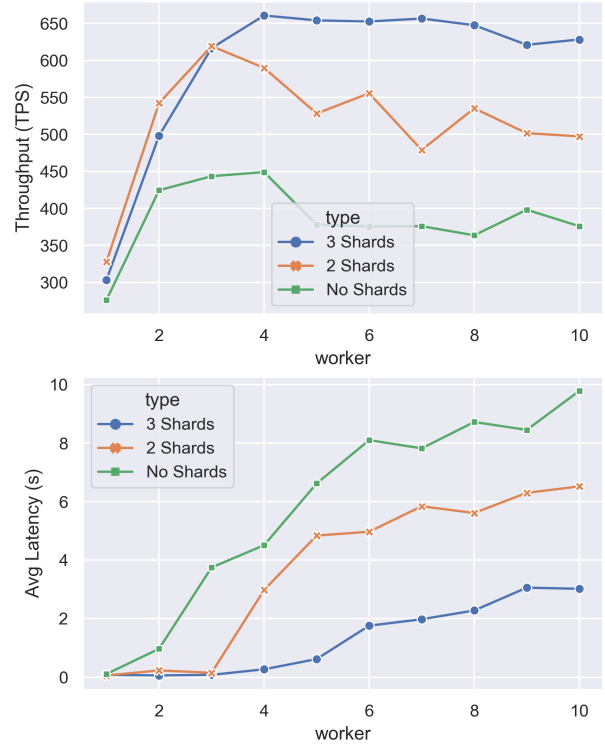 650
600
550
500
450
400
350
300
Throughput (TPS)
type
3 Shards
2 Shards
No Shards
2 4 6 8 10
worker
10
8
6
4
2
0
Avg Latency (s)
type
3 Shards
2 Shards
No Shards
2 4 6 8 10
worker